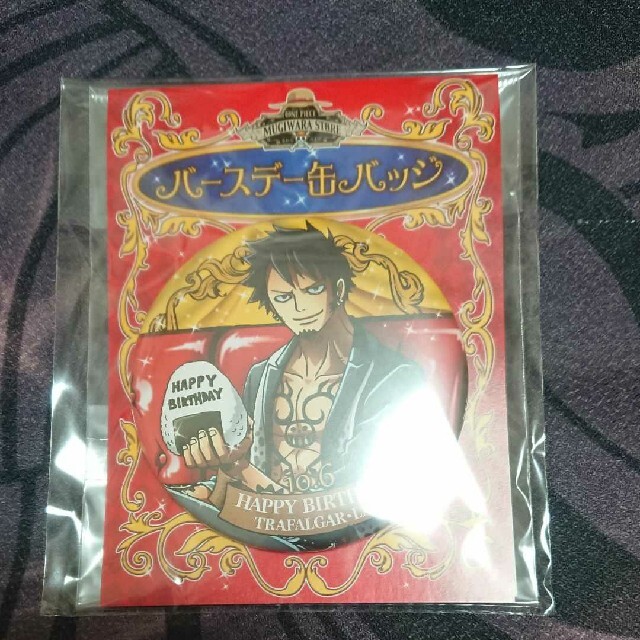 ONE PIECE
MUGIWARA STORE
バースデー缶バッジ
HAPPY
BIRTHDAY
10.6
HAPPY
TRAFALGAR